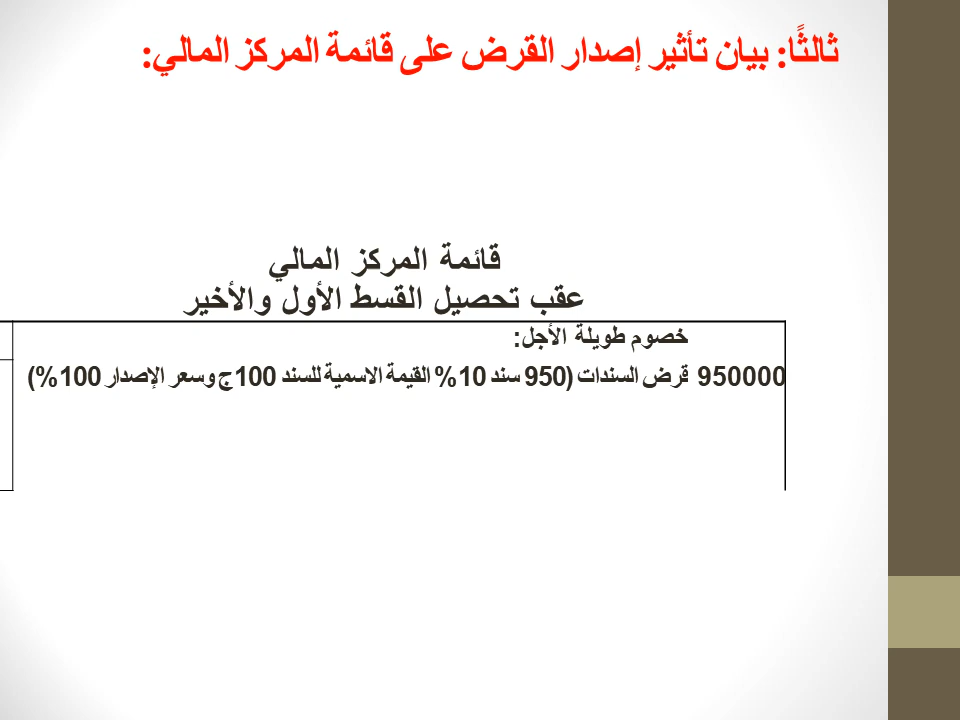 ثالثًا: بيان تأثير إصدار القرض على قائمة المركز المالي:
قائمة المركز المالي
عقب تحصيل القسط الأول والأخير
خصوم طويلة الأجل:
950000 قرض السندات (950 سند 10% القيمة الاسمية للسند 100ج وسعر الإصدار 100%)